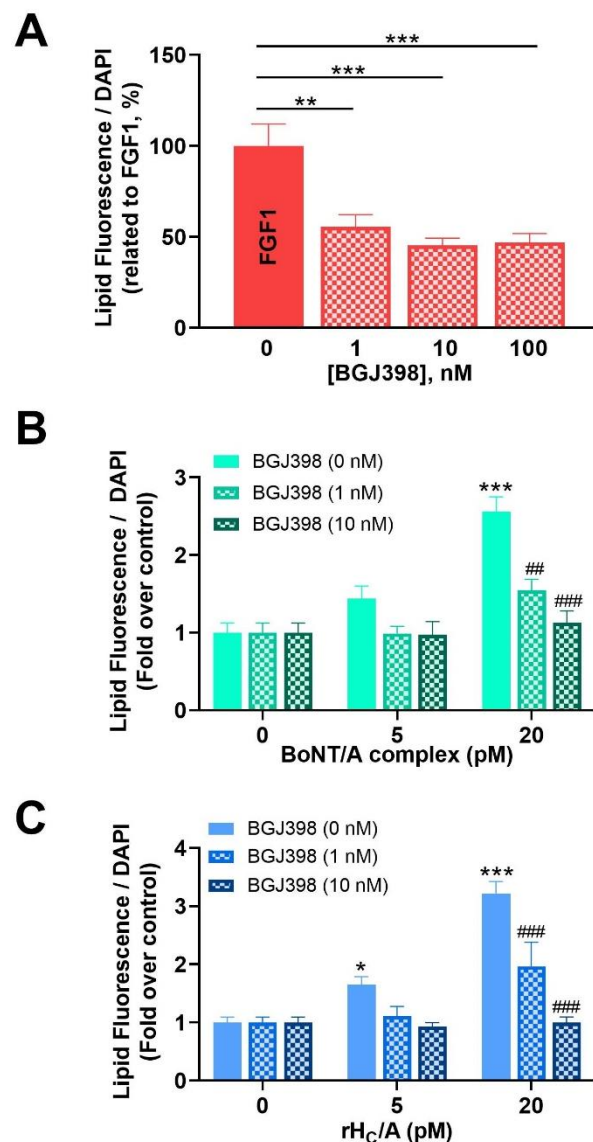 A
Lipid Fluorescence / DAPI
(related to FGF1, %)
150
100
50
0
***
***
**
FGF1
0 1 10 100
[BGJ398], nM
B
Lipid Fluorescence / DAPI
(Fold over control)
3
2
1
0
BGJ398 (0 nM)
BGJ398 (1 nM)
BGJ398 (10 nM)
***
##
###
0 5 20
BoNT/A complex (pM)
C
Lipid Fluorescence / DAPI
(Fold over control)
4
3
2
1
0
BGJ398 (0 nM)
BGJ398 (1 nM)
BGJ398 (10 nM)
*
***
###
###
0 5 20
rHC/A (pM)